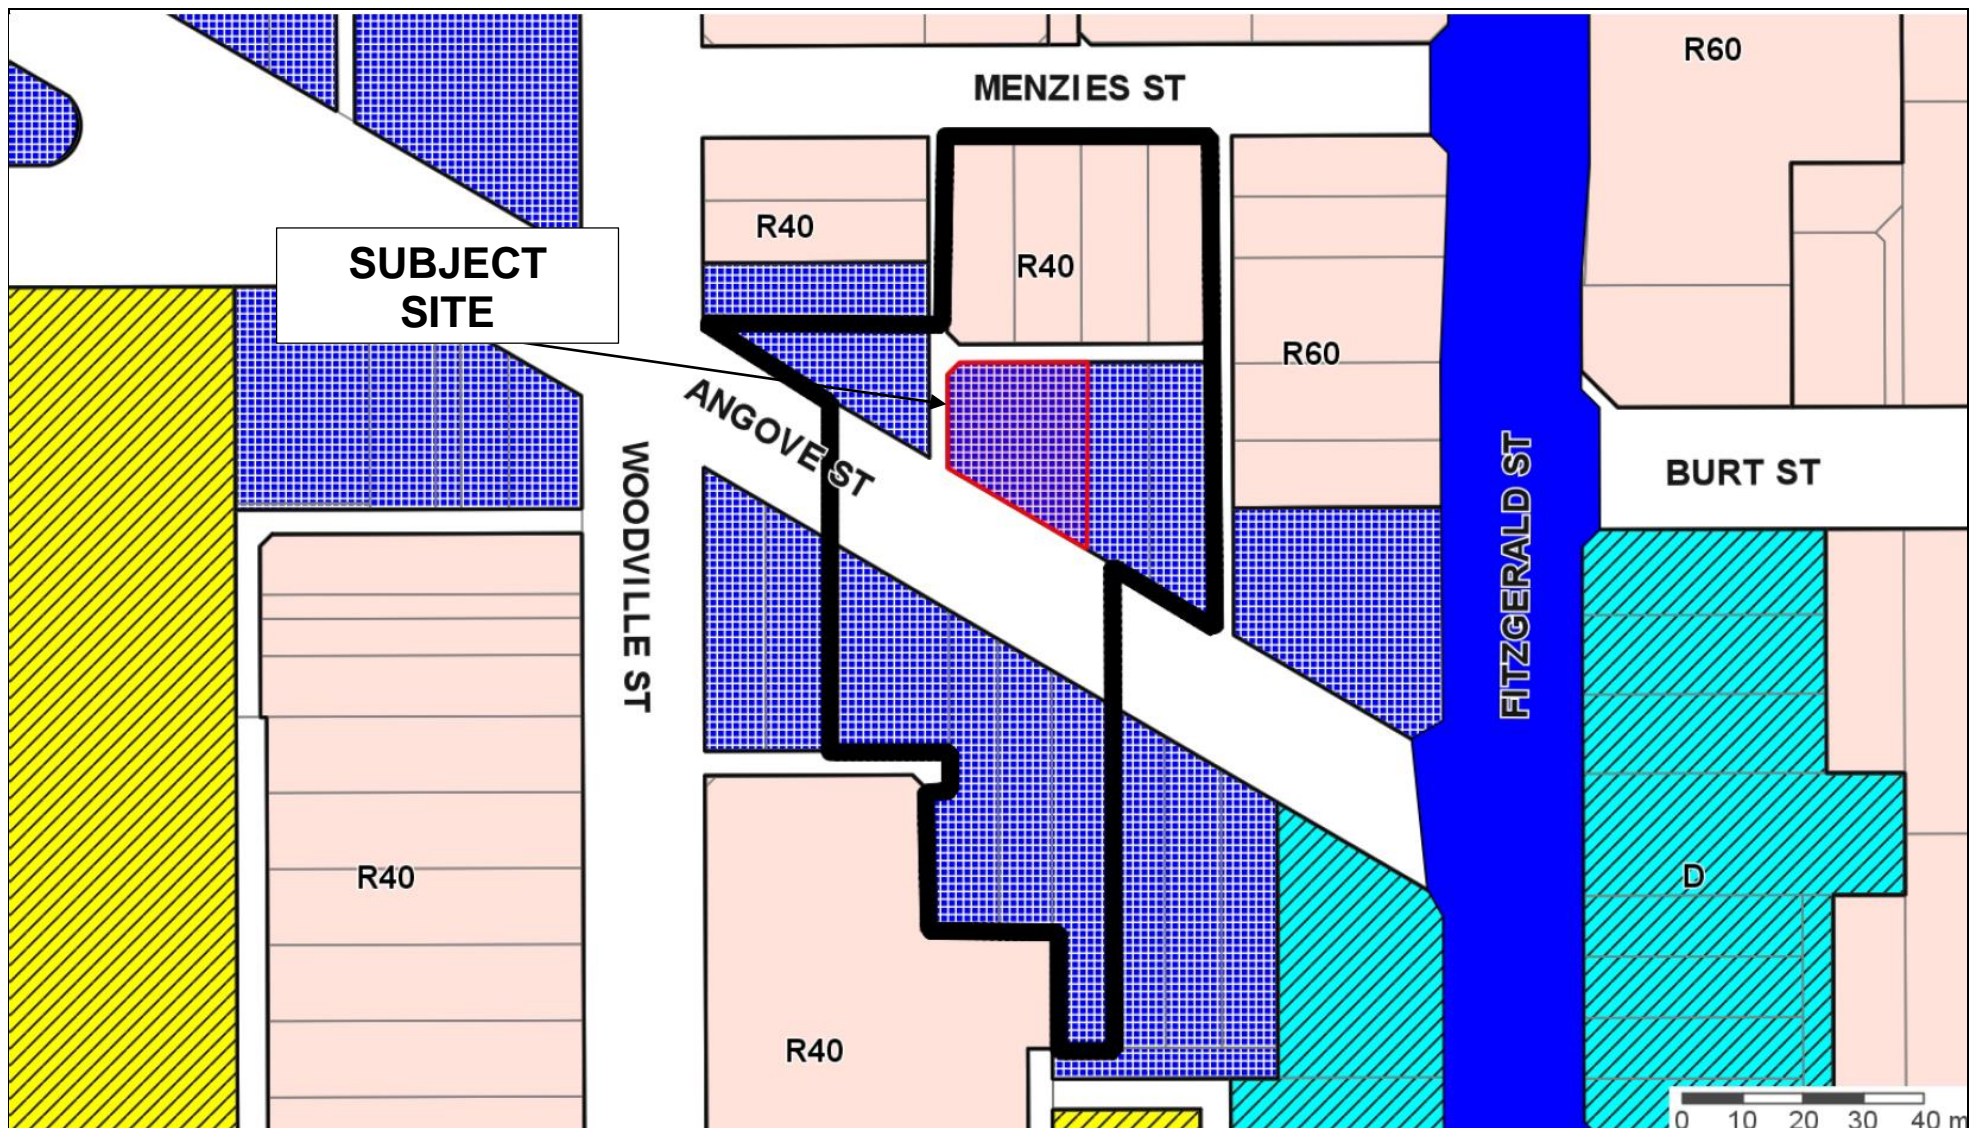 R60
MENZIES ST
R40
SUBJECT
SITE
R40
R60
ANGOVE ST
WOODVILLE ST
FITZGERALD ST
BURT ST
R40
D
R40
0 10 20 30 40 m